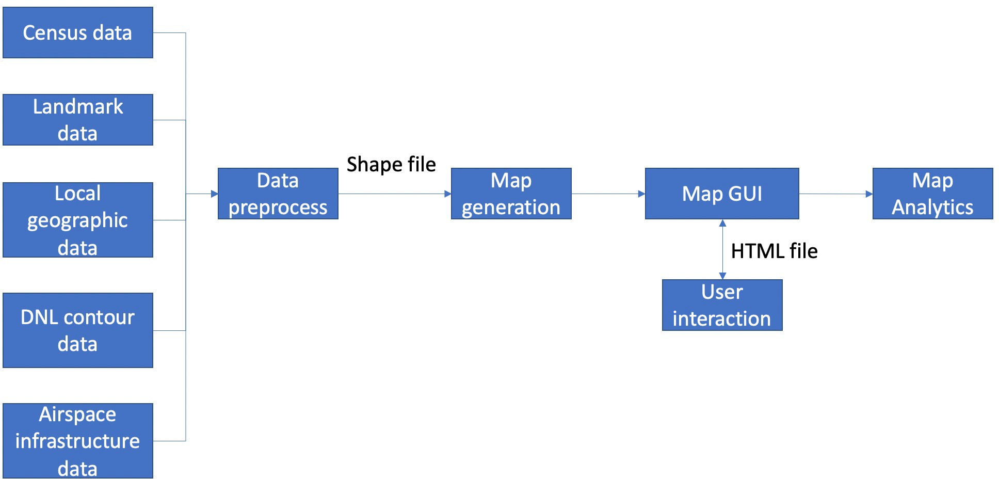 Census data
Landmark
data
Local
geographic
data
DNL contour
data
Airspace
infrastructure
data
Data
preprocess
Shape file
Map
generation
Map GUI
HTML file
User
interaction
Map
Analytics